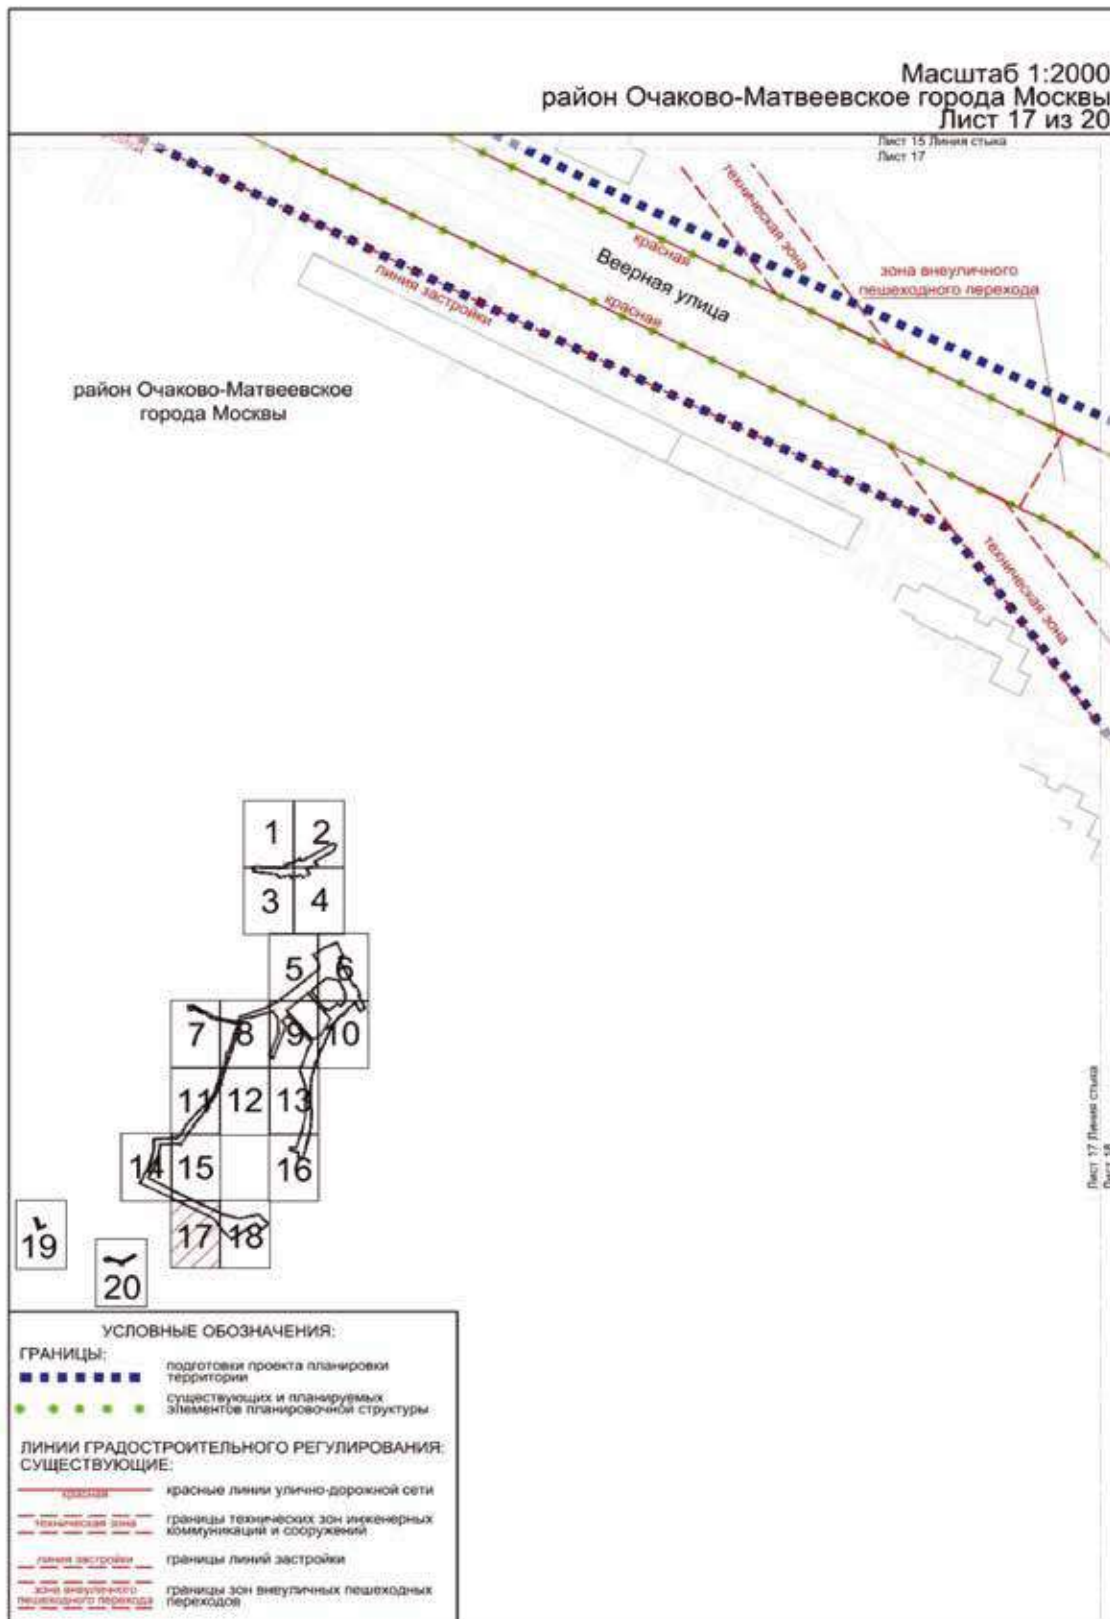 Масштаб 1:2000
район Очаково-Матвеевское города Москвы
Лист 17 из 20
Лист 15 Линия стыка
Лист 17
техническая зона
красная
Веерная улица
зона внеуличного
пешеходного перехода
линия застройки
красная
район Очаково-Матвеевское
города Москвы
техническая зона
1
2
3
4
5
6
7
8
9
10
11
12
13
14
15
16
17
18
19
20
Лист 17 Линия стыка
Лист 18
УСЛОВНЫЕ ОБОЗНАЧЕНИЯ:
ГРАНИЦЫ:
подготовки проекта планировки
территории
существующих и планируемых
элементов планировочной структуры
ЛИНИИ ГРАДОСТРОИТЕЛЬНОГО РЕГУЛИРОВАНИЯ:
СУЩЕСТВУЮЩИЕ:
красная
красные линии улично-дорожной сети
техническая зона
границы технических зон инженерных
коммуникаций и сооружений
линия застройки
границы линий застройки
зона внеуличного
пешеходного перехода
границы зон внеуличных пешеходных
переходов